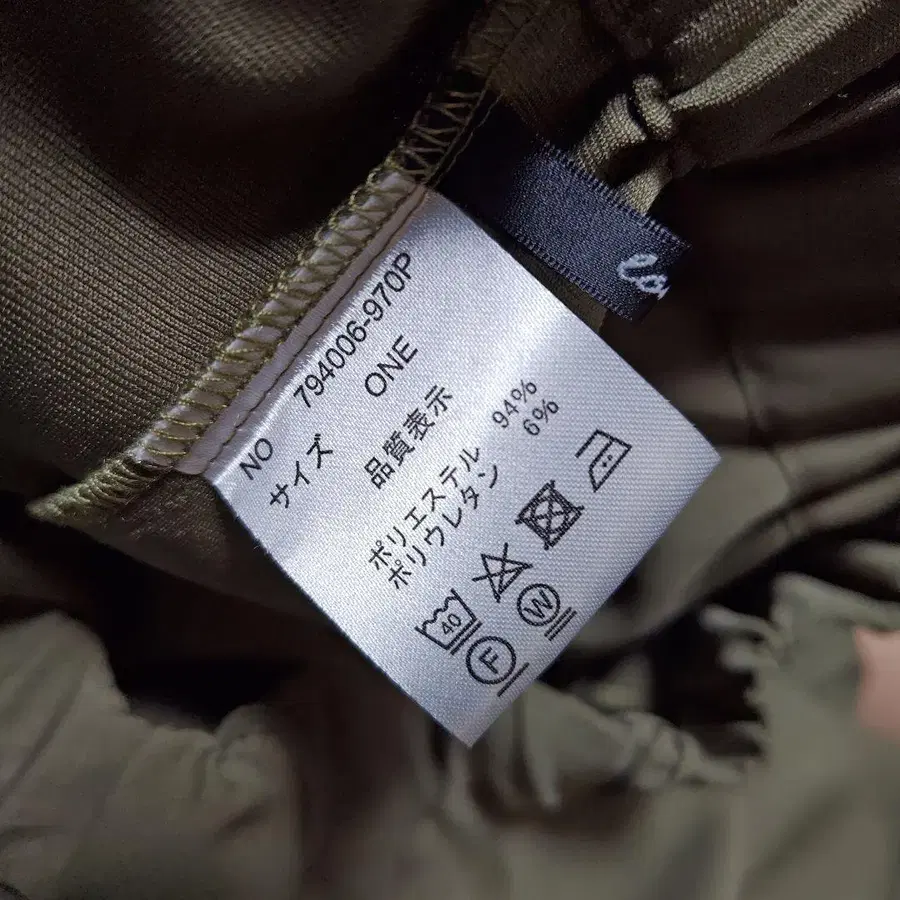 NO 794006-970P
サイズ ONE
品質表示
ポリエステル 94%
ポリウレタン 6%
40
F W